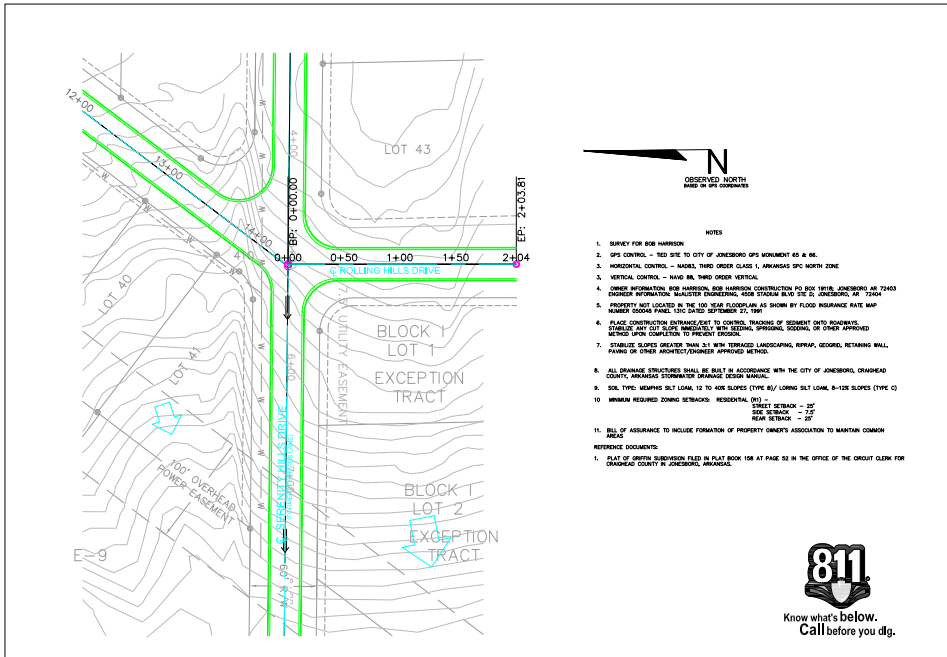 12+00
13+00
14+00
4+00
BP: 0+00.00
EP: 2+03.81
LOT 43
0+00
0+50
1+00
1+50
2+04
℄ ROLLING HILLS DRIVE
LOT 40
LOT 41
7.5' UTILITY EASEMENT
BLOCK I
LOT 1
EXCEPTION
TRACT
6+00
℄ SERENITY HILLS DRIVE
100' OVERHEAD
POWER EASEMENT
BLOCK I
LOT 2
EXCEPTION
TRACT
E-9
60' R/W
W
N
OBSERVED NORTH
BASED ON GPS COORDINATES
NOTES
1. SURVEY FOR BOB HARRISON
2. GPS CONTROL – TIED SITE TO CITY OF JONESBORO GPS MONUMENT 65 & 66.
3. HORIZONTAL CONTROL – NAD83, THIRD ORDER CLASS 1, ARKANSAS SPC NORTH ZONE
3. VERTICAL CONTROL – NAVD 88, THIRD ORDER VERTICAL
4. OWNER INFORMATION: BOB HARRISON, BOB HARRISON CONSTRUCTION PO BOX 19118; JONESBORO AR 72403
ENGINEER INFORMATION: McALISTER ENGINEERING, 4508 STADIUM BLVD STE D; JONESBORO, AR 72404
5. PROPERTY NOT LOCATED IN THE 100 YEAR FLOODPLAIN AS SHOWN BY FLOOD INSURANCE RATE MAP
NUMBER 050048 PANEL 131C DATED SEPTEMBER 27, 1991
6. PLACE CONSTRUCTION ENTRANCE/EXIT TO CONTROL TRACKING OF SEDIMENT ONTO ROADWAYS.
STABILIZE ANY CUT SLOPE IMMEDIATELY WITH SEEDING, SPRIGGING, SODDING, OR OTHER APPROVED
METHOD UPON COMPLETION TO PREVENT EROSION.
7. STABILIZE SLOPES GREATER THAN 3:1 WITH TERRACED LANDSCAPING, RIPRAP, GEOGRID, RETAINING WALL,
PAVING OR OTHER ARCHITECT/ENGINEER APPROVED METHOD.
8. ALL DRAINAGE STRUCTURES SHALL BE BUILT IN ACCORDANCE WITH THE CITY OF JONESBORO, CRAIGHEAD
COUNTY, ARKANSAS STORMWATER DRAINAGE DESIGN MANUAL.
9. SOIL TYPE: MEMPHIS SILT LOAM, 12 TO 40% SLOPES (TYPE B)/ LORING SILT LOAM, 8–12% SLOPES (TYPE C)
10 MINIMUM REQUIRED ZONING SETBACKS: RESIDENTIAL (R1) –
STREET SETBACK – 25'
SIDE SETBACK – 7.5'
REAR SETBACK – 25'
11. BILL OF ASSURANCE TO INCLUDE FORMATION OF PROPERTY OWNER'S ASSOCIATION TO MAINTAIN COMMON
AREAS
REFERENCE DOCUMENTS:
1. PLAT OF GRIFFIN SUBDIVISION FILED IN PLAT BOOK 158 AT PAGE 52 IN THE OFFICE OF THE CIRCUIT CLERK FOR
CRAIGHEAD COUNTY IN JONESBORO, ARKANSAS.
811
Know what's below.
Call before you dig.